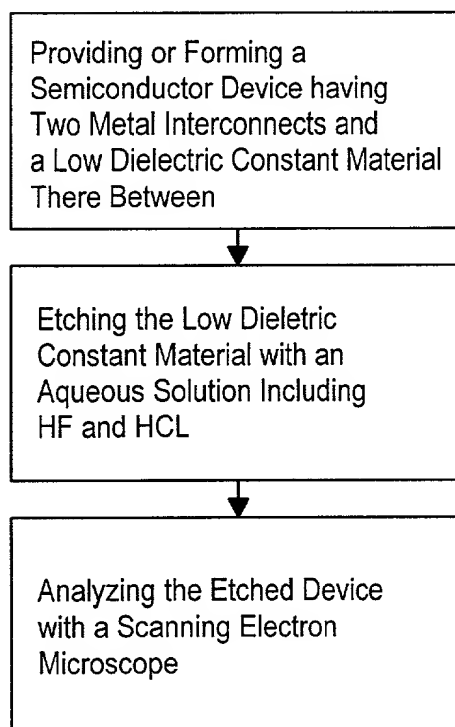 Providing or Forming a
Semiconductor Device having
Two Metal Interconnects and
a Low Dielectric Constant Material
There Between
Etching the Low Dieletric
Constant Material with an
Aqueous Solution Including
HF and HCL
Analyzing the Etched Device
with a Scanning Electron
Microscope